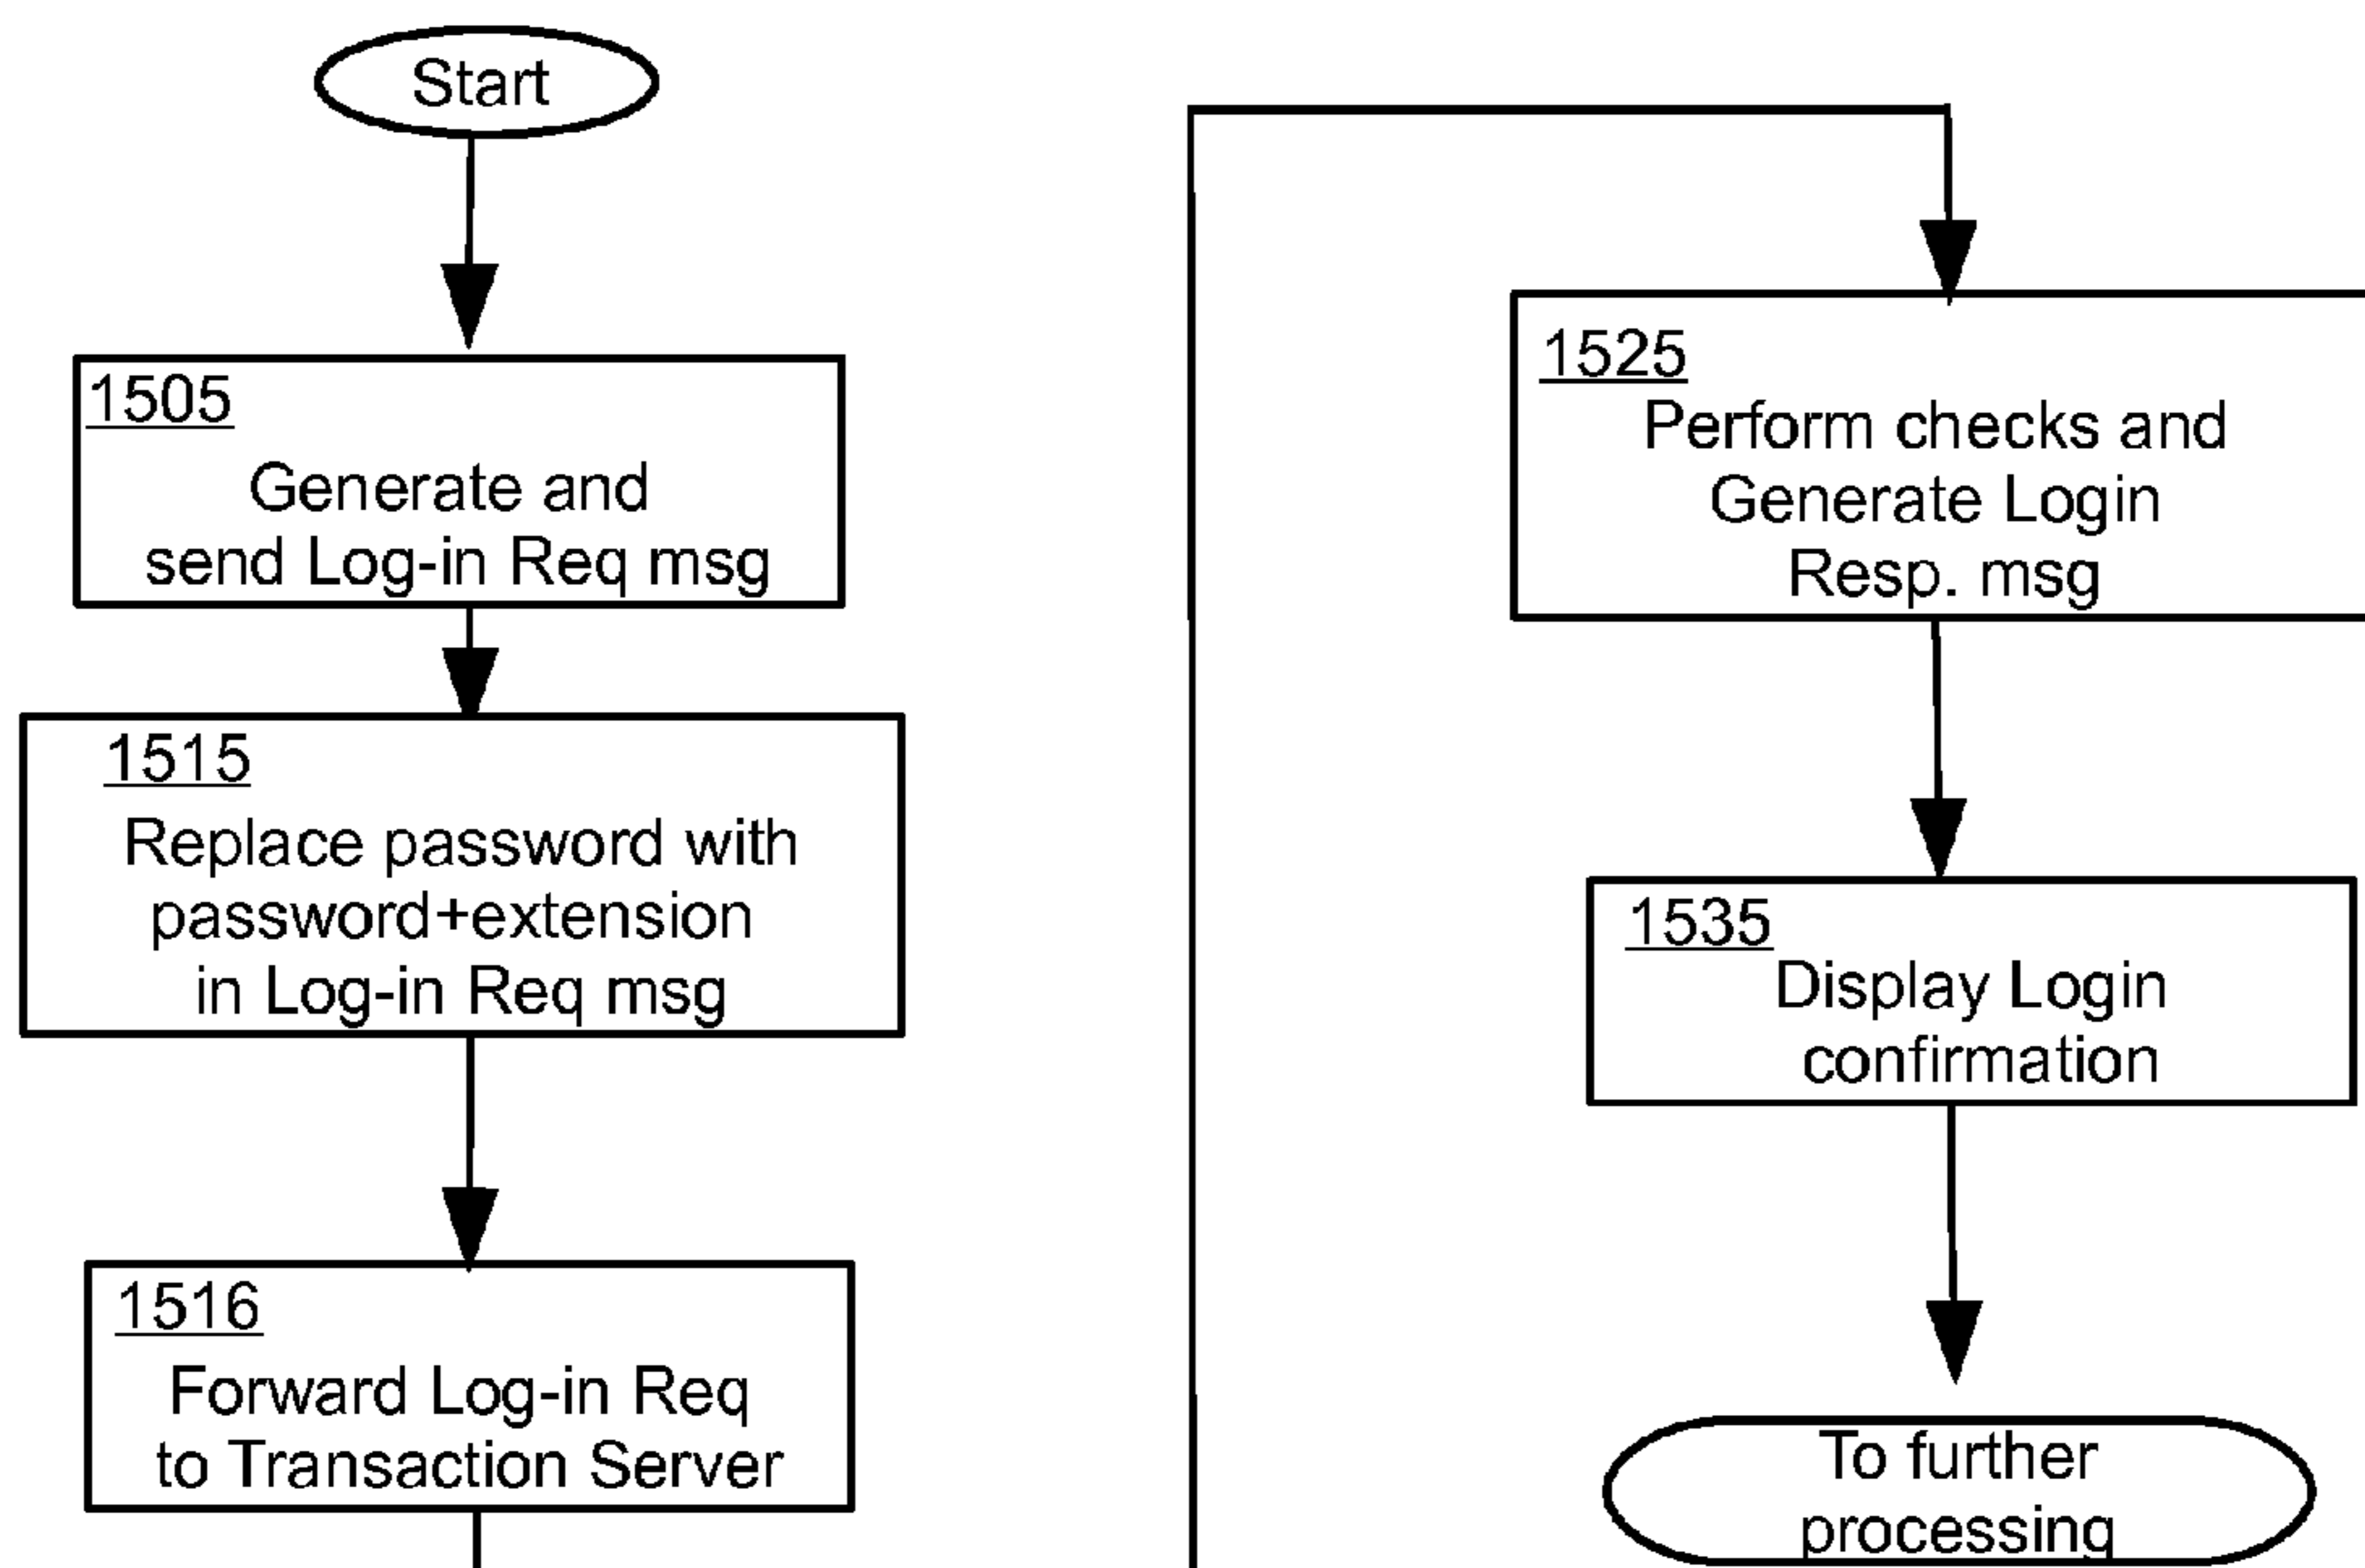 Start
1505
Generate and
send Log-in Req msg
1515
Replace password with
password+extension
in Log-in Req msg
1516
Forward Log-in Req
to Transaction Server
1525
Perform checks and
Generate Login
Resp. msg
1535
Display Login
confirmation
To further
processing